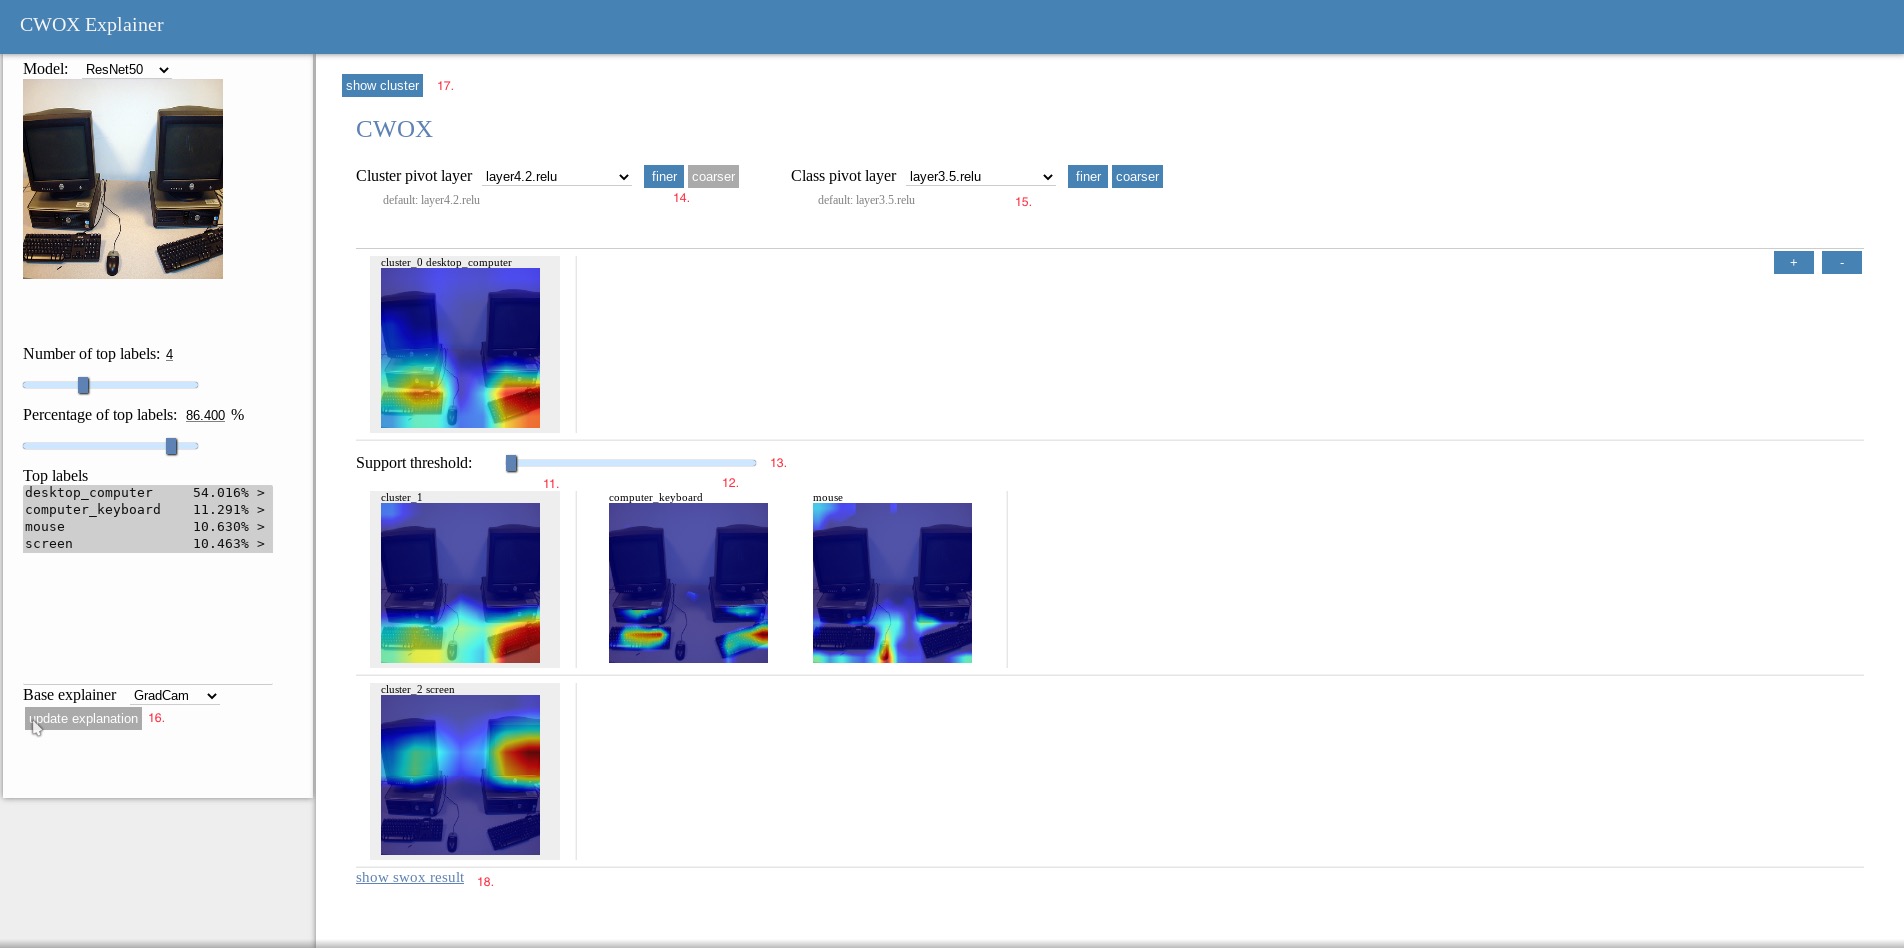 CWOX Explainer
Model: ResNet50
Number of top labels: 4
Percentage of top labels: 86.400 %
Top labels
desktop_computer 54.016% >
computer_keyboard 11.291% >
mouse 10.630% >
screen 10.463% >
Base explainer GradCam
update explanation 16.
show cluster 17.
CWOX
Cluster pivot layer layer4.2.relu finer coarser Class pivot layer layer3.5.relu finer coarser
default: layer4.2.relu 14. default: layer3.5.relu 15.
cluster_0 desktop_computer + -
Support threshold: 13.
11. 12.
cluster_1 computer_keyboard mouse
cluster_2 screen
show swox result 18.